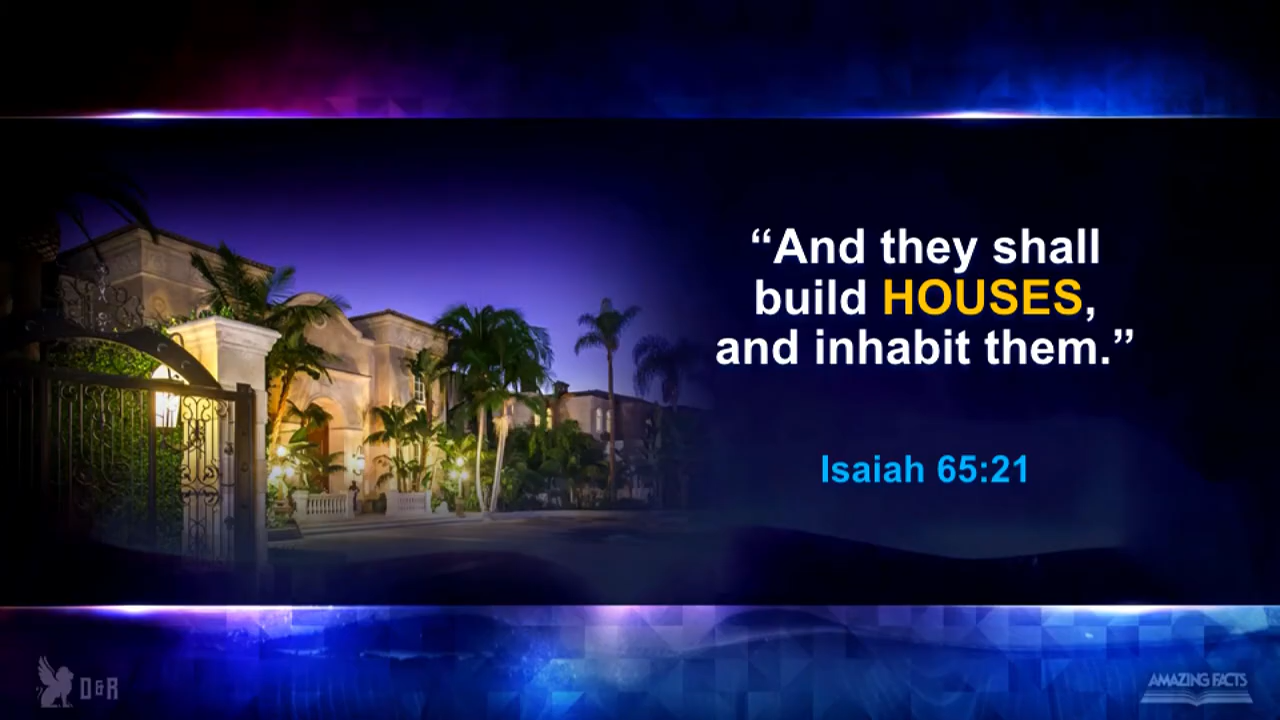 “And they shall
build HOUSES,
and inhabit them.”
Isaiah 65:21
D&R
AMAZING FACTS